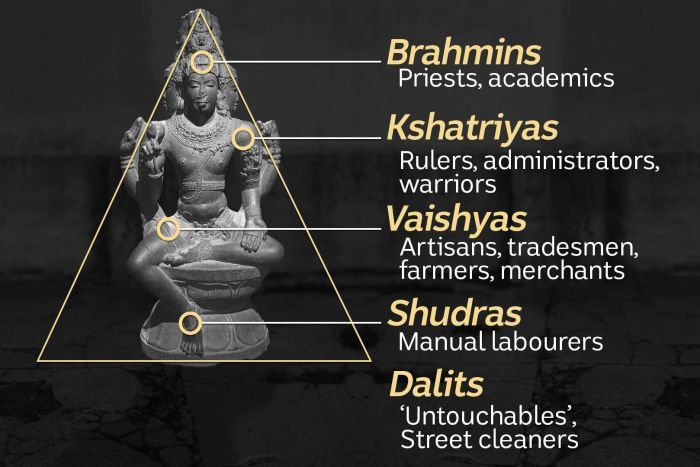 Brahmins
Priests, academics
Kshatriyas
Rulers, administrators,
warriors
Vaishyas
Artisans, tradesmen,
farmers, merchants
Shudras
Manual labourers
Dalits
‘Untouchables’,
Street cleaners